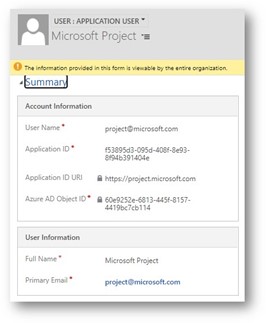 USER : APPLICATION USER
Microsoft Project
The information provided in this form is viewable by the entire organization.
Summary
Account Information
User Name * project@microsoft.com
Application ID * f53895d3-095d-408f-8e93-
8f94b391404e
Application ID URI https://project.microsoft.com
Azure AD Object ID * 60e9252e-6813-445f-8157-
4419bc7cb114
User Information
Full Name * Microsoft Project
Primary Email * project@microsoft.com